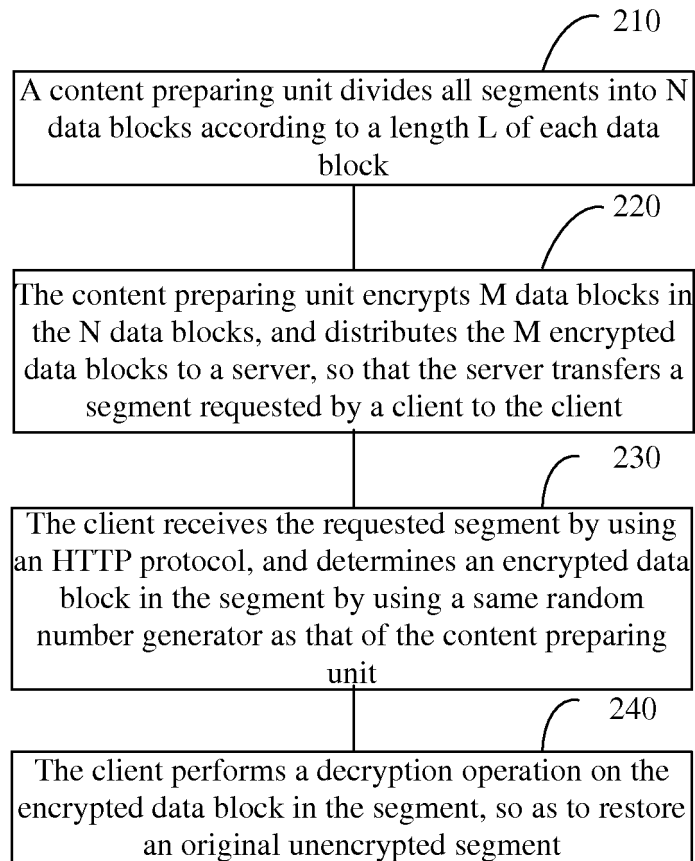 210
A content preparing unit divides all segments into N
data blocks according to a length L of each data
block
220
The content preparing unit encrypts M data blocks in
the N data blocks, and distributes the M encrypted
data blocks to a server, so that the server transfers a
segment requested by a client to the client
230
The client receives the requested segment by using
an HTTP protocol, and determines an encrypted data
block in the segment by using a same random
number generator as that of the content preparing
unit
240
The client performs a decryption operation on the
encrypted data block in the segment, so as to restore
an original unencrypted segment